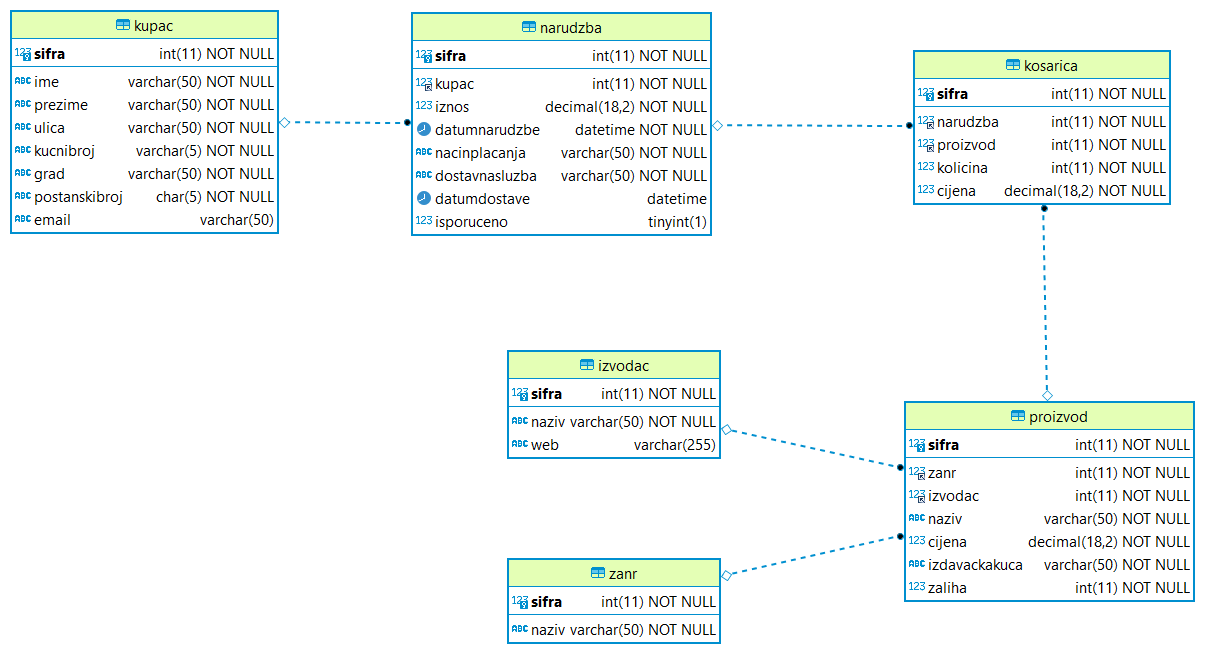 kupac
sifra int(11) NOT NULL
ime varchar(50) NOT NULL
prezime varchar(50) NOT NULL
ulica varchar(50) NOT NULL
kucnibroj varchar(5) NOT NULL
grad varchar(50) NOT NULL
postanskibroj char(5) NOT NULL
email varchar(50)
narudzba
sifra int(11) NOT NULL
kupac int(11) NOT NULL
iznos decimal(18,2) NOT NULL
datumnarudzbe datetime NOT NULL
nacinplacanja varchar(50) NOT NULL
dostavnasluzba varchar(50) NOT NULL
datumdostave datetime
isporuceno tinyint(1)
kosarica
sifra int(11) NOT NULL
narudzba int(11) NOT NULL
proizvod int(11) NOT NULL
kolicina int(11) NOT NULL
cijena decimal(18,2) NOT NULL
izvodac
sifra int(11) NOT NULL
naziv varchar(50) NOT NULL
web varchar(255)
proizvod
sifra int(11) NOT NULL
zanr int(11) NOT NULL
izvodac int(11) NOT NULL
naziv varchar(50) NOT NULL
cijena decimal(18,2) NOT NULL
izdavackakuca varchar(50) NOT NULL
zaliha int(11) NOT NULL
zanr
sifra int(11) NOT NULL
naziv varchar(50) NOT NULL